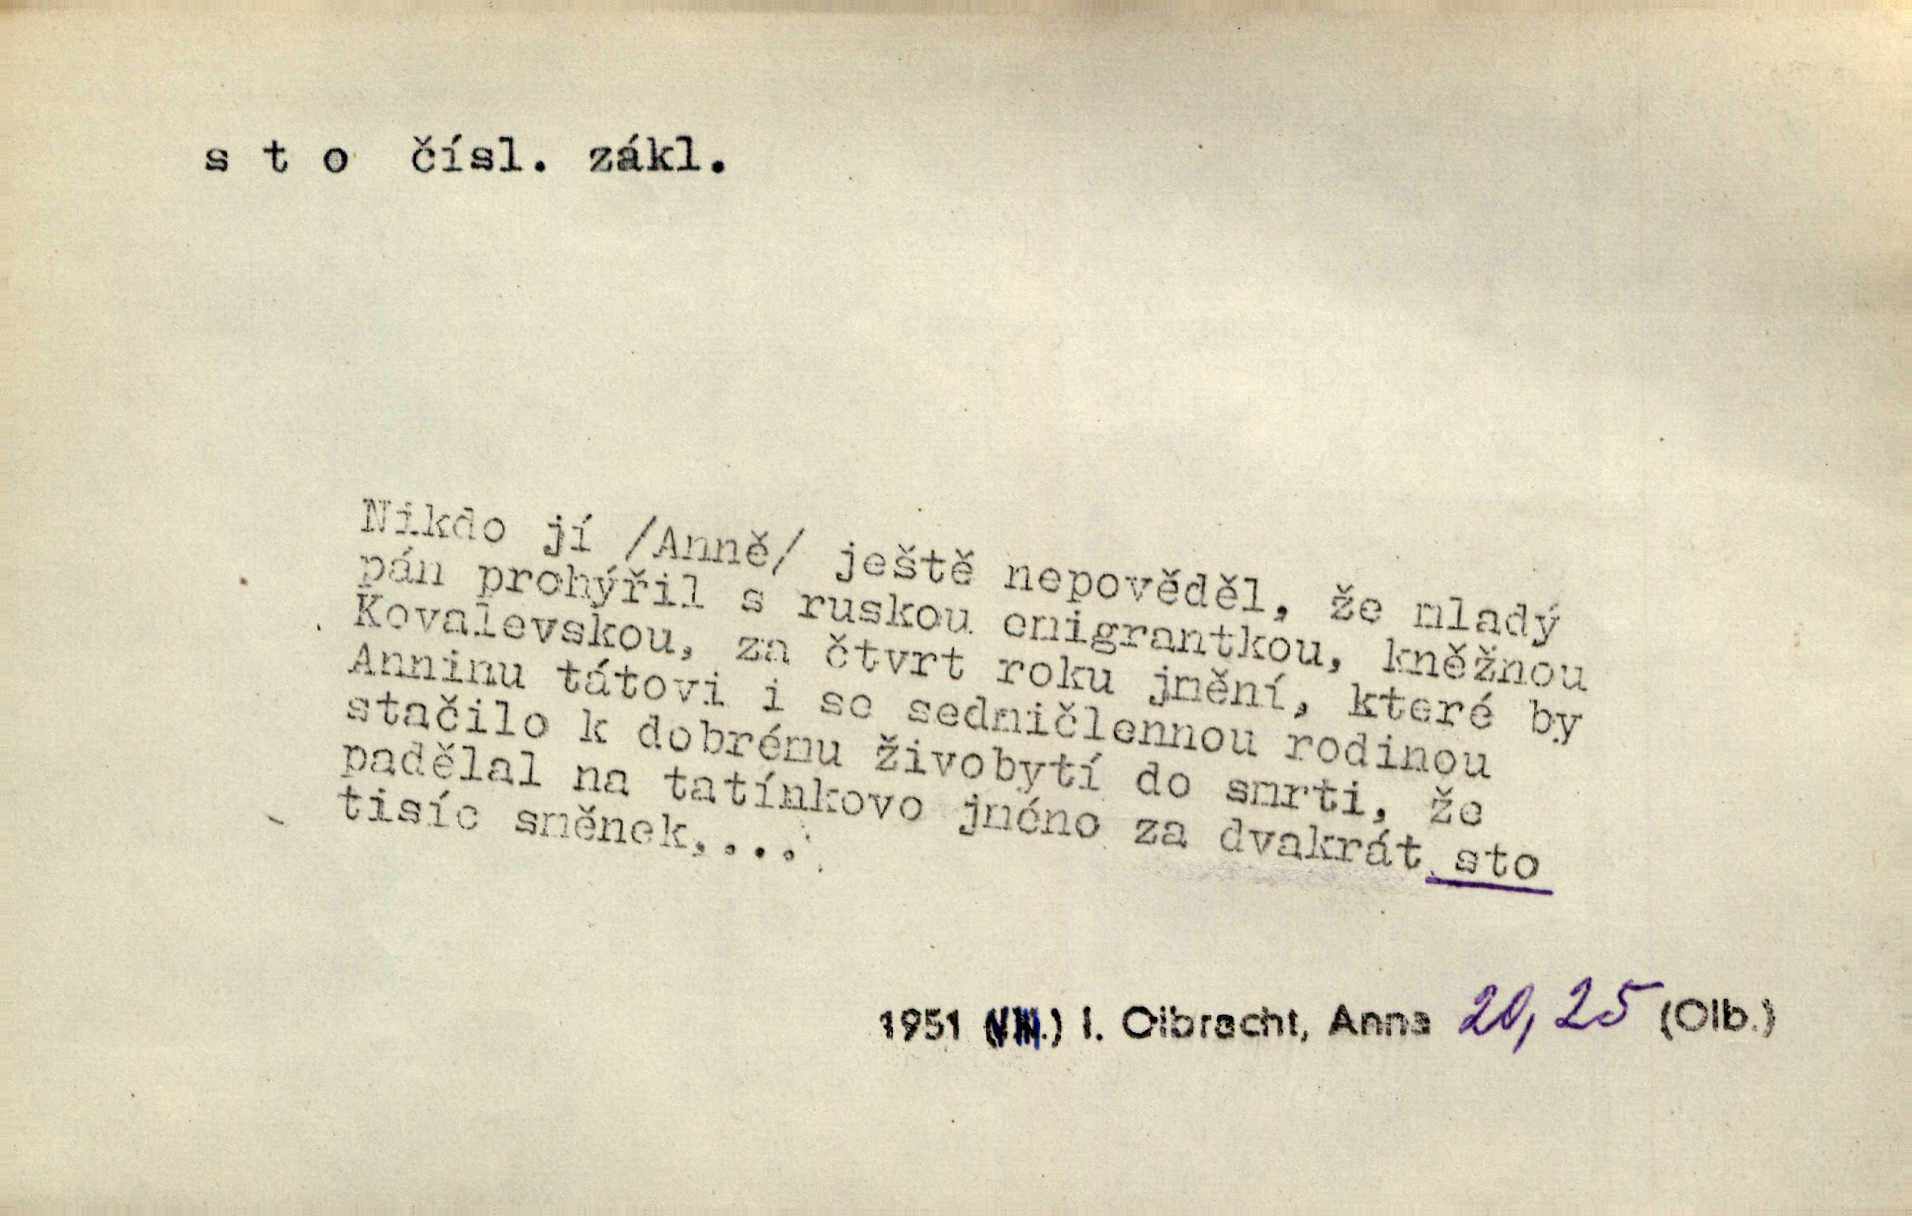 s t o čísl. zákl.
Nikdo jí /Anně/ ještě nepověděl, že mladý
pán prohýřil s ruskou emigrantkou, kněžnou
Kovalevskou, za čtvrt roku jmění, které by
Anninu tátovi i se sedmičlennou rodinou
stačilo k dobrému živobytí do smrti, že
padělal na tatínkovo jméno za dvakrát sto
tisíc směnek,....
1951 I. Olbracht, Anna 20, 25 (Olb.)